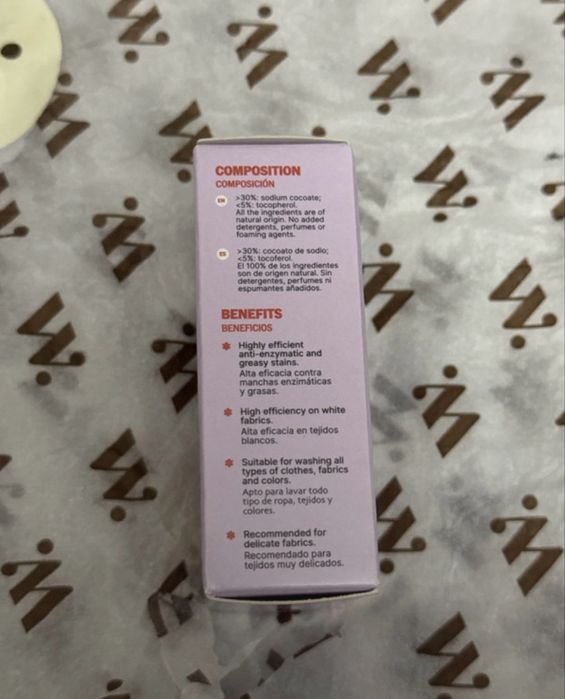 COMPOSITION
COMPOSICIÓN
EN
>30%: sodium cocoate;
<5%: tocopherol.
All the ingredients are of
natural origin. No added
detergents, perfumes or
foaming agents.
ES
>30%: cocoato de sodio;
<5%: tocoferol.
El 100% de los ingredientes
son de origen natural. Sin
detergentes, perfumes ni
espumantes añadidos.
BENEFITS
BENEFICIOS
Highly efficient
anti-enzymatic and
greasy stains.
Alta eficacia contra
manchas enzimáticas
y grasas.
High efficiency on white
fabrics.
Alta eficacia en tejidos
blancos.
Suitable for washing all
types of clothes, fabrics
and colors.
Apto para lavar todo
tipo de ropa, tejidos y
colores.
Recommended for
delicate fabrics.
Recomendado para
tejidos muy delicados.